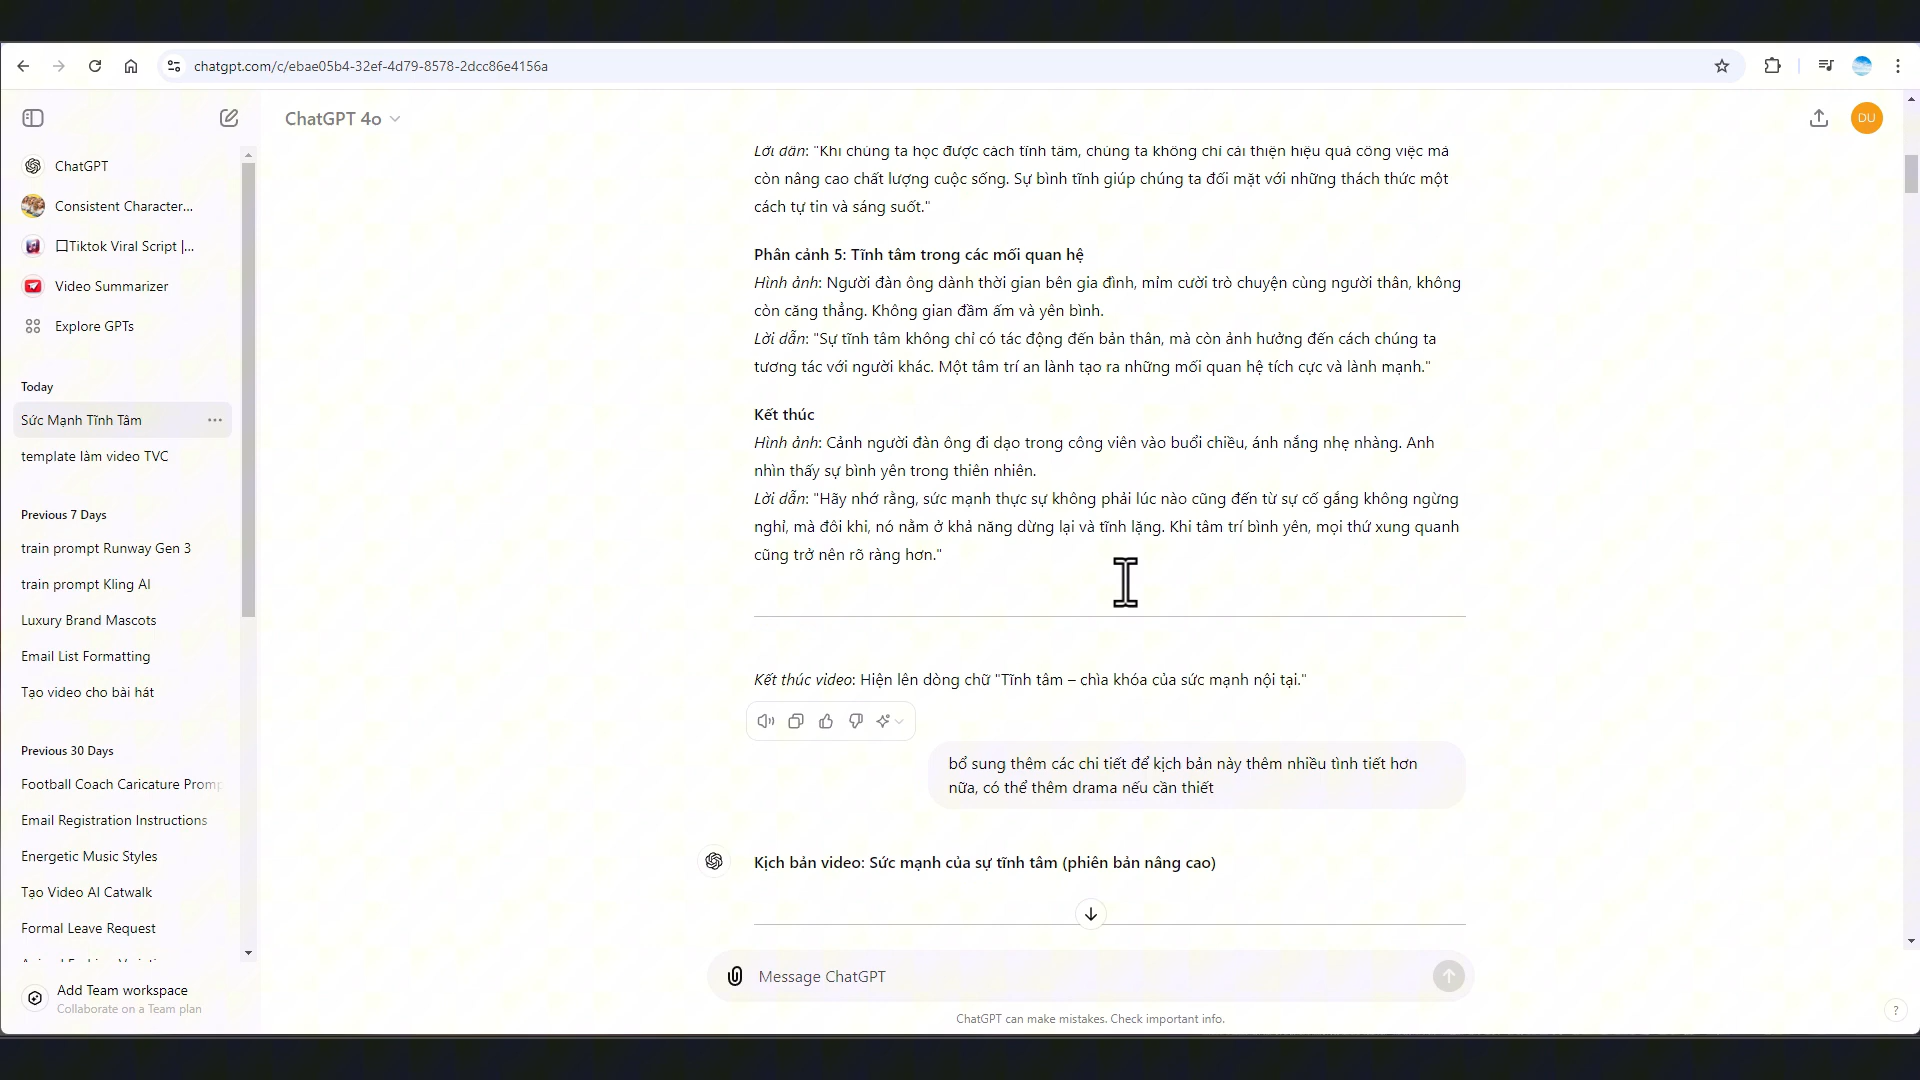 chatgpt.com/c/ebae05b4-32ef-4d79-8578-2dcc86e4156a
ChatGPT 4o
DU
ChatGPT
Consistent Character...
Tiktok Viral Script |...
Video Summarizer
Explore GPTs
Today
Sức Mạnh Tĩnh Tâm
template làm video TVC
Previous 7 Days
train prompt Runway Gen 3
train prompt Kling AI
Luxury Brand Mascots
Email List Formatting
Tạo video cho bài hát
Previous 30 Days
Football Coach Caricature Promp
Email Registration Instructions
Energetic Music Styles
Tạo Video AI Catwalk
Formal Leave Request
Add Team workspace
Collaborate on a Team plan
Lời dẫn: "Khi chúng ta học được cách tĩnh tâm, chúng ta không chỉ cải thiện hiệu quả công việc mà
còn nâng cao chất lượng cuộc sống. Sự bình tĩnh giúp chúng ta đối mặt với những thách thức một
cách tự tin và sáng suốt."
Phân cảnh 5: Tĩnh tâm trong các mối quan hệ
Hình ảnh: Người đàn ông dành thời gian bên gia đình, mỉm cười trò chuyện cùng người thân, không
còn căng thẳng. Không gian đầm ấm và yên bình.
Lời dẫn: "Sự tĩnh tâm không chỉ có tác động đến bản thân, mà còn ảnh hưởng đến cách chúng ta
tương tác với người khác. Một tâm trí an lành tạo ra những mối quan hệ tích cực và lành mạnh."
Kết thúc
Hình ảnh: Cảnh người đàn ông đi dạo trong công viên vào buổi chiều, ánh nắng nhẹ nhàng. Anh
nhìn thấy sự bình yên trong thiên nhiên.
Lời dẫn: "Hãy nhớ rằng, sức mạnh thực sự không phải lúc nào cũng đến từ sự cố gắng không ngừng
nghỉ, mà đôi khi, nó nằm ở khả năng dừng lại và tĩnh lặng. Khi tâm trí bình yên, mọi thứ xung quanh
cũng trở nên rõ ràng hơn."
Kết thúc video: Hiện lên dòng chữ "Tĩnh tâm – chìa khóa của sức mạnh nội tại."
bổ sung thêm các chi tiết để kịch bản này thêm nhiều tình tiết hơn
nữa, có thể thêm drama nếu cần thiết
Kịch bản video: Sức mạnh của sự tĩnh tâm (phiên bản nâng cao)
Message ChatGPT
ChatGPT can make mistakes. Check important info.
?